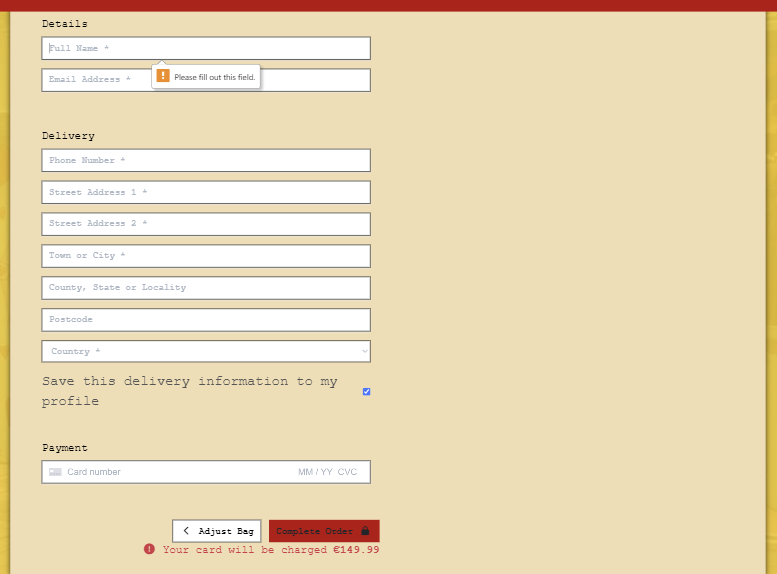 Details
Full Name *
Please fill out this field.
Email Address *
Delivery
Phone Number *
Street Address 1 *
Street Address 2 *
Town or City *
County, State or Locality
Postcode
Country *
Save this delivery information to my
profile
Payment
Card number MM / YY CVC
Adjust Bag Complete Order
Your card will be charged €149.99